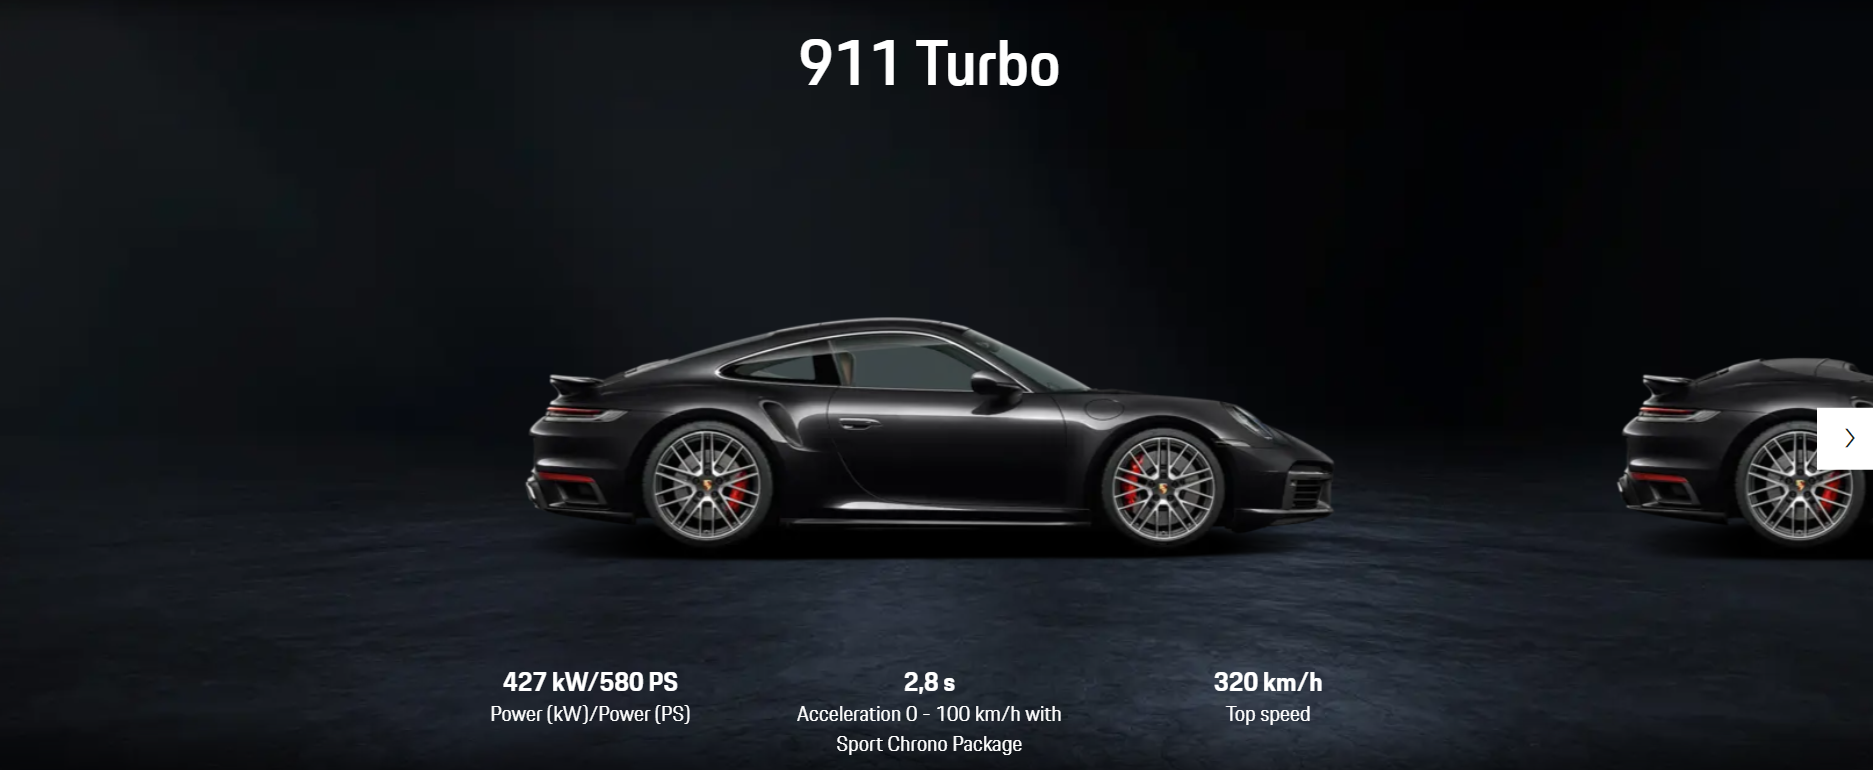 911 Turbo
427 kW/580 PS
Power (kW)/Power (PS)
2,8 s
Acceleration 0 - 100 km/h with
Sport Chrono Package
320 km/h
Top speed